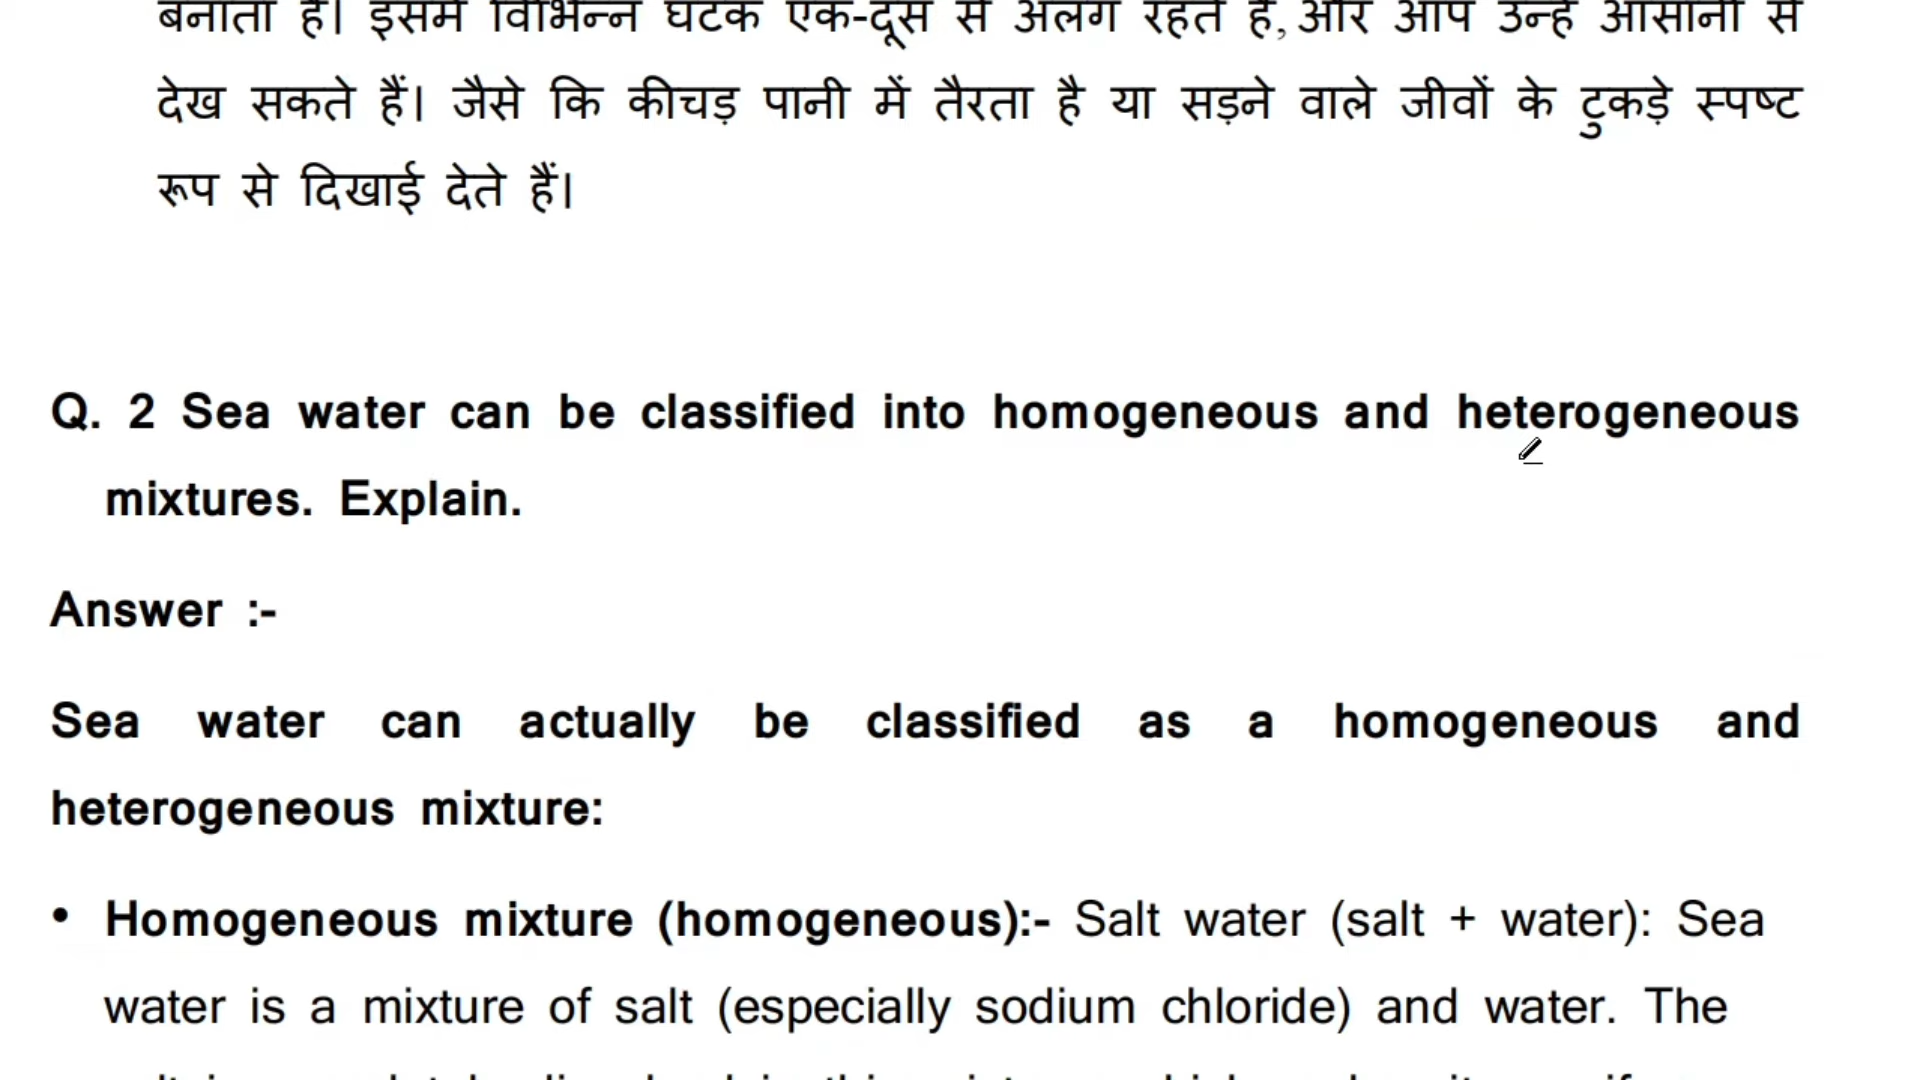 बनाता है। इसमें विभिन्न घटक एक-दूसरे से अलग रहते हैं, और आप उन्हें आसानी से
देख सकते हैं। जैसे कि कीचड़ पानी में तैरता है या सड़ने वाले जीवों के टुकड़े स्पष्ट
रूप से दिखाई देते हैं।
Q. 2 Sea water can be classified into homogeneous and heterogeneous
mixtures. Explain.
Answer :-
Sea water can actually be classified as a homogeneous and
heterogeneous mixture:
• Homogeneous mixture (homogeneous):- Salt water (salt + water): Sea
water is a mixture of salt (especially sodium chloride) and water. The